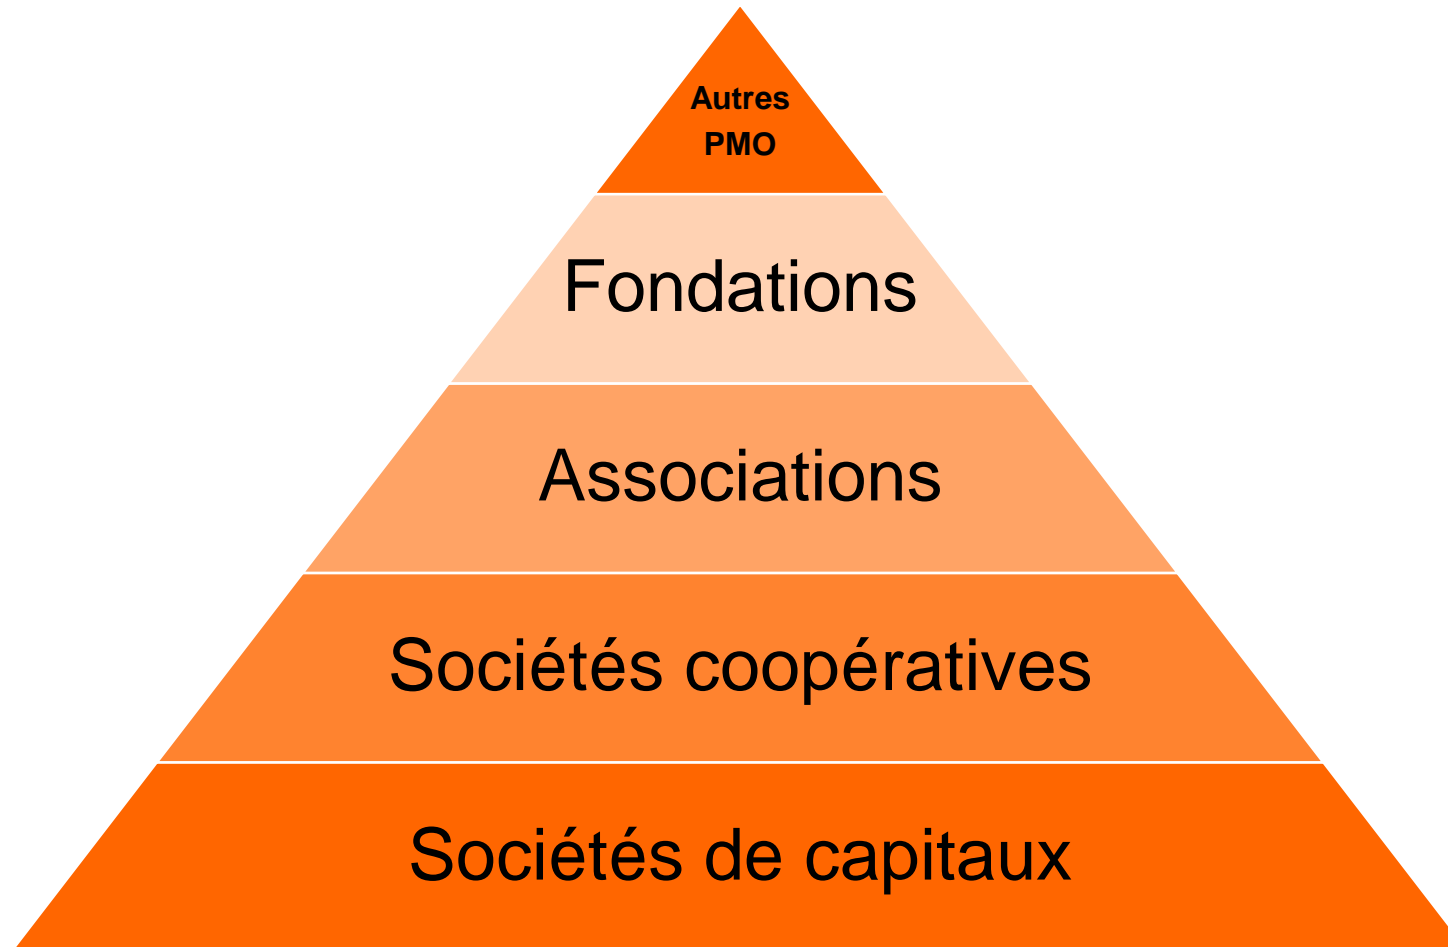 Autres
PMO
Fondations
Associations
Sociétés coopératives
Sociétés de capitaux